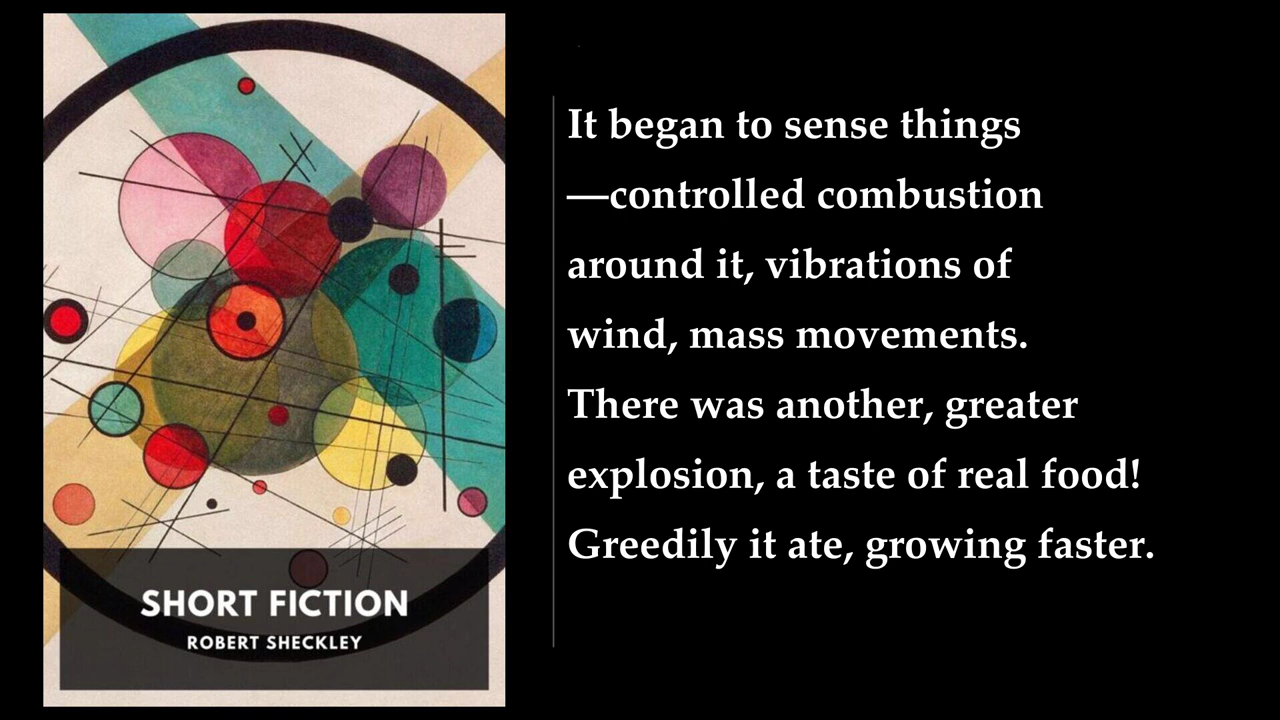 SHORT FICTION
ROBERT SHECKLEY
It began to sense things
—controlled combustion
around it, vibrations of
wind, mass movements.
There was another, greater
explosion, a taste of real food!
Greedily it ate, growing faster.